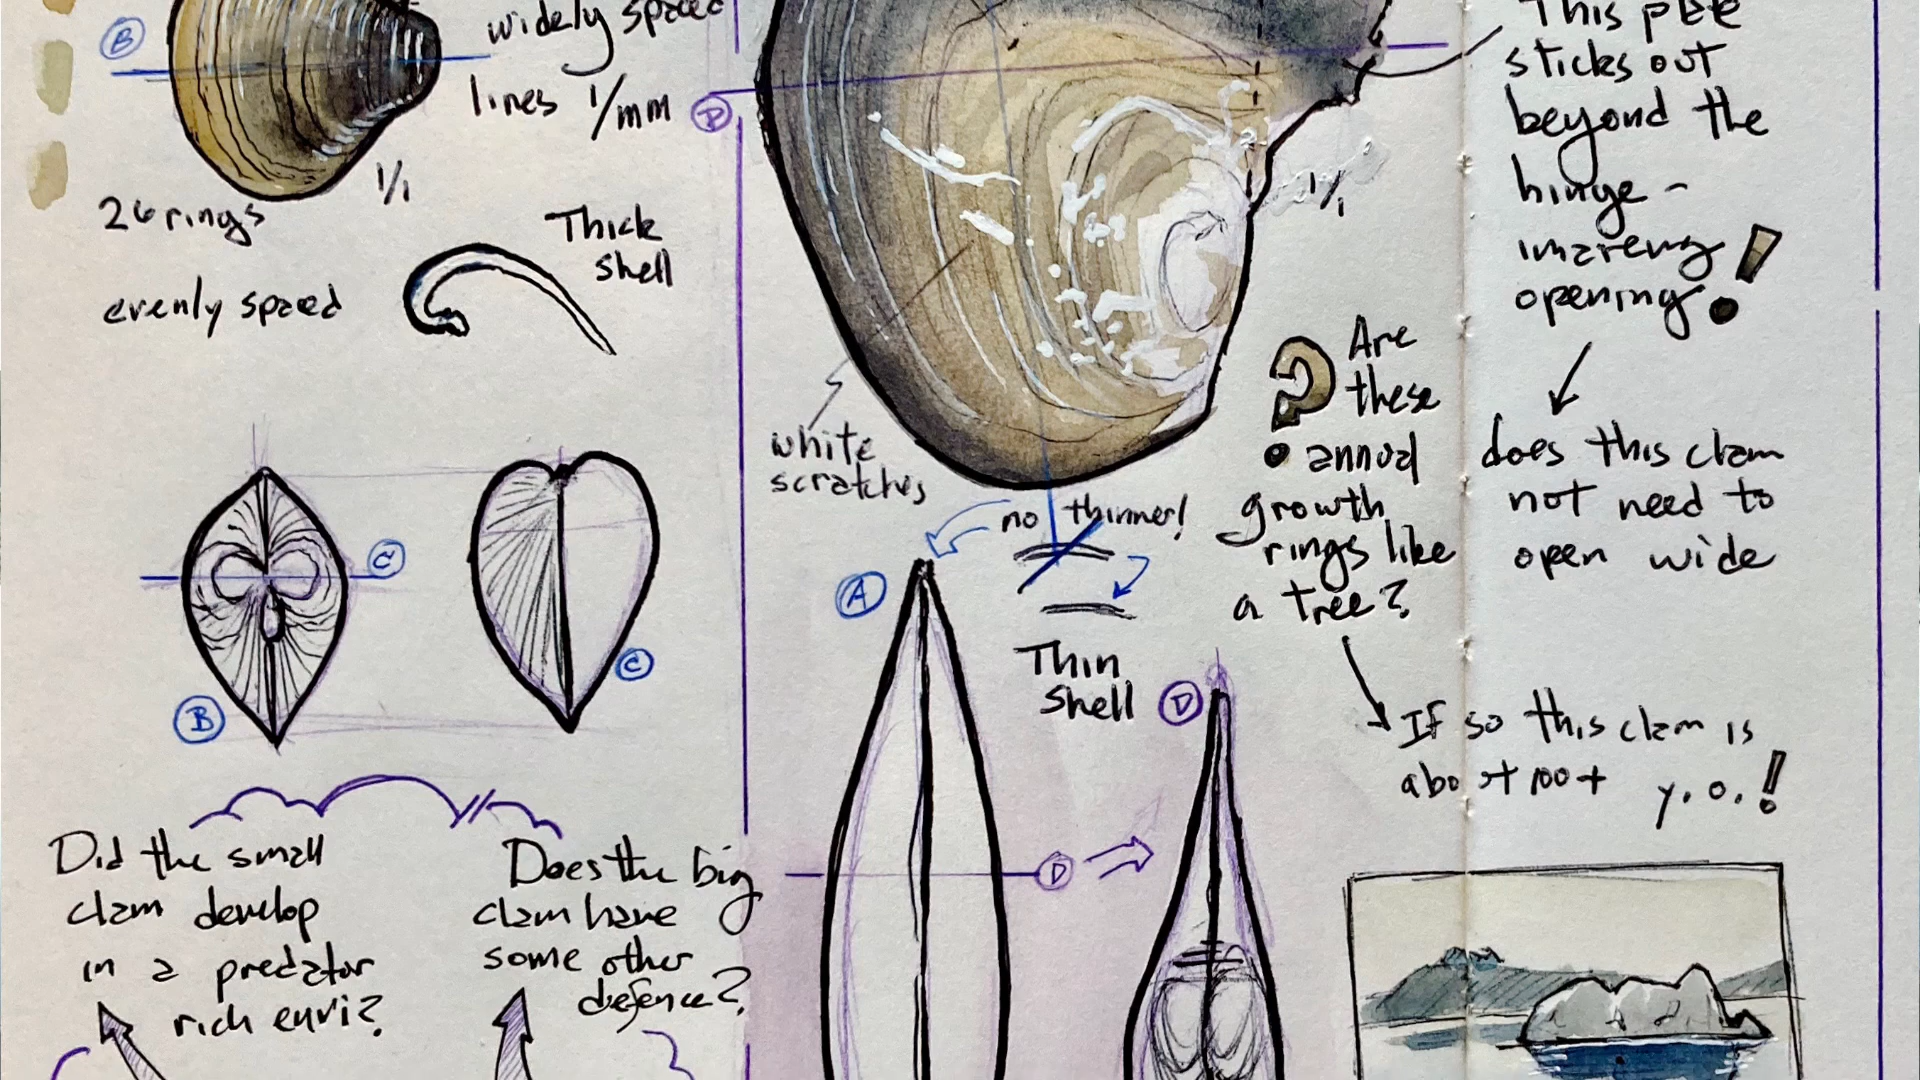 B
widely spaced
lines 1/mm
D
1/1
26 rings
evenly spaced
Thick
shell
C
B
C
Did the small
clam develop
in a predator
rich envi?
Does the big
clam have
some other
defence?
white
scratches
no thinner!
A
Thin
shell
D
D
1/1
Are
these
annual
growth
rings like
a tree?
If so this clam is
about 100+ y.o.!
This
sticks out
beyond the
hinge -
opening!
does this clam
not need to
open wide